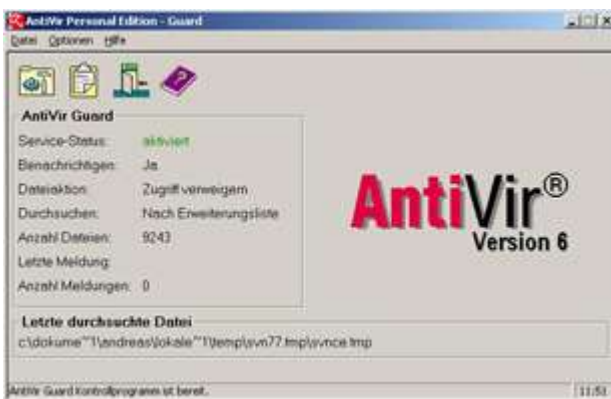 AntiVir Personal Edition - Guard
Datei Optionen Hilfe
AntiVir Guard
Service-Status: aktiviert
Benachrichtigen: Ja
Dateiaktion: Zugriff verweigern
Durchsuchen: Nach Erweiterungsliste
Anzahl Dateien: 9243
Letzte Meldung:
Anzahl Meldungen: 0
AntiVir®
Version 6
Letzte durchsuchte Datei
c:\dokume~1\andreas\lokale~1\temp\svn77.tmp\svnce.tmp
AntiVir Guard Kontrollprogramm ist bereit.
11:51